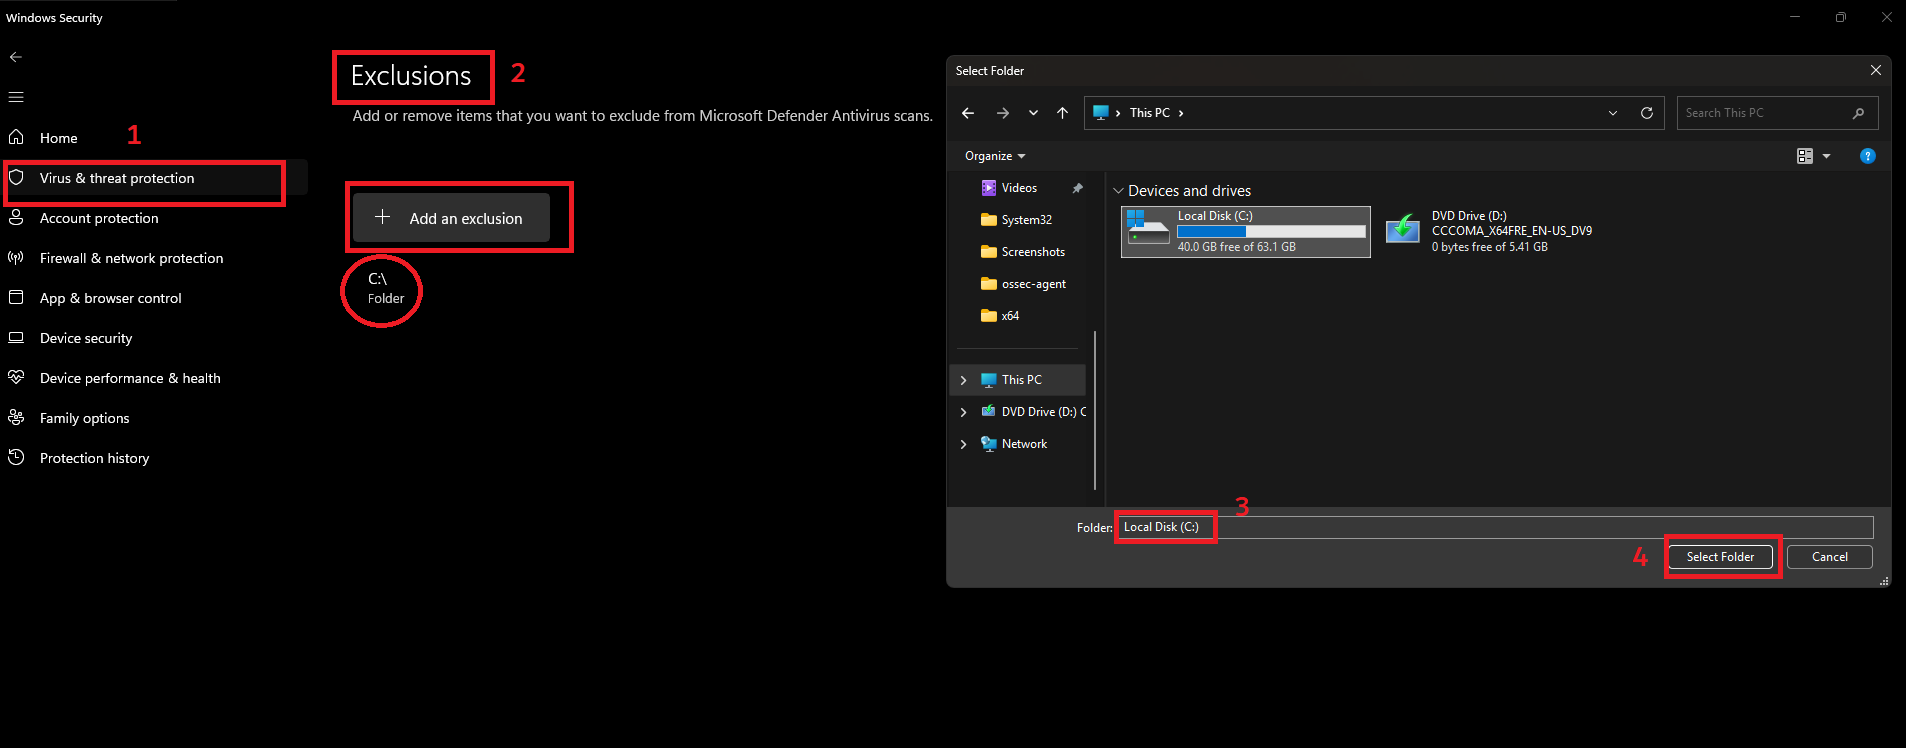 Windows Security
Home
1
Virus & threat protection
Account protection
Firewall & network protection
App & browser control
Device security
Device performance & health
Family options
Protection history
Exclusions
2
Add or remove items that you want to exclude from Microsoft Defender Antivirus scans.
+ Add an exclusion
C:\
Folder
Select Folder
This PC
Search This PC
Organize
?
Videos
System32
Screenshots
ossec-agent
x64
This PC
DVD Drive (D:) C
Network
Devices and drives
Local Disk (C:)
40.0 GB free of 63.1 GB
DVD Drive (D:)
CCCOMA_X64FRE_EN-US_DV9
0 bytes free of 5.41 GB
3
Folder: Local Disk (C:)
4
Select Folder
Cancel